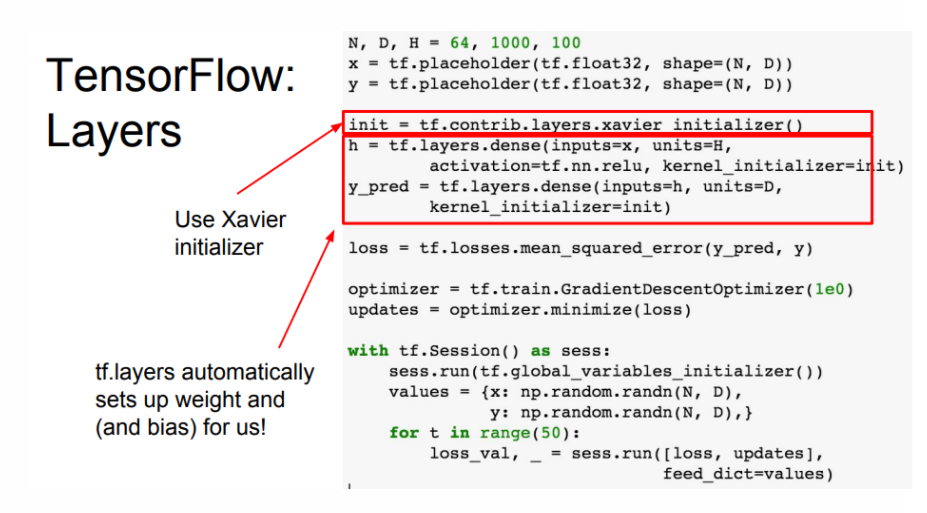 TensorFlow:
Layers
Use Xavier
initializer
tf.layers automatically
sets up weight and
(and bias) for us!
N, D, H = 64, 1000, 100
x = tf.placeholder(tf.float32, shape=(N, D))
y = tf.placeholder(tf.float32, shape=(N, D))
init = tf.contrib.layers.xavier_initializer()
h = tf.layers.dense(inputs=x, units=H,
        activation=tf.nn.relu, kernel_initializer=init)
y_pred = tf.layers.dense(inputs=h, units=D,
        kernel_initializer=init)
loss = tf.losses.mean_squared_error(y_pred, y)
optimizer = tf.train.GradientDescentOptimizer(1e0)
updates = optimizer.minimize(loss)
with tf.Session() as sess:
    sess.run(tf.global_variables_initializer())
    values = {x: np.random.randn(N, D),
              y: np.random.randn(N, D),}
    for t in range(50):
        loss_val, _ = sess.run([loss, updates],
                               feed_dict=values)